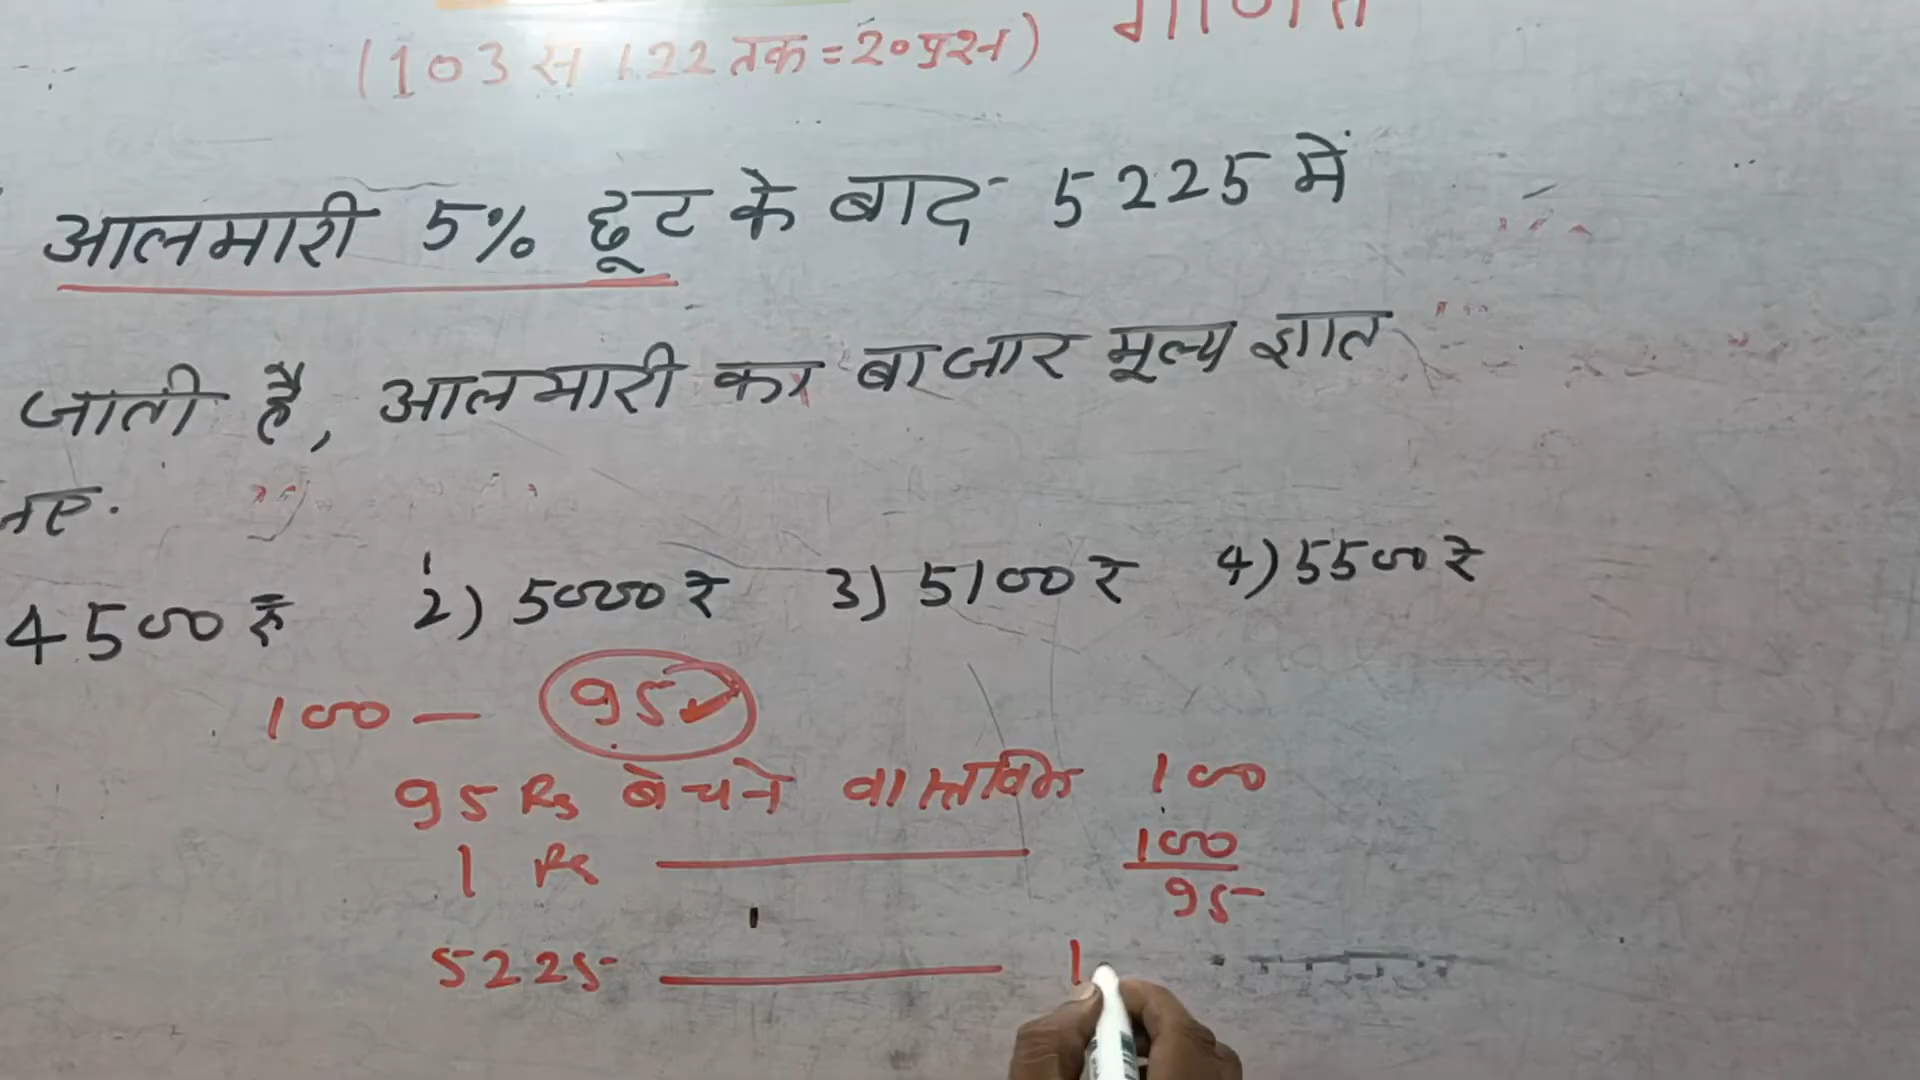 (103 स 122 तक = 20 प्रश्न)
आलमारी 5% छूट के बाद 5225 में
जाती है, आलमारी का बाजार मूल्य ज्ञात
4500 रु 2) 5000 ₹ 3) 5100 ₹ 4) 5500 ₹
100 — 95
95 Rs बेचने वास्तविक 100
1 Rs 100
95
5225 1